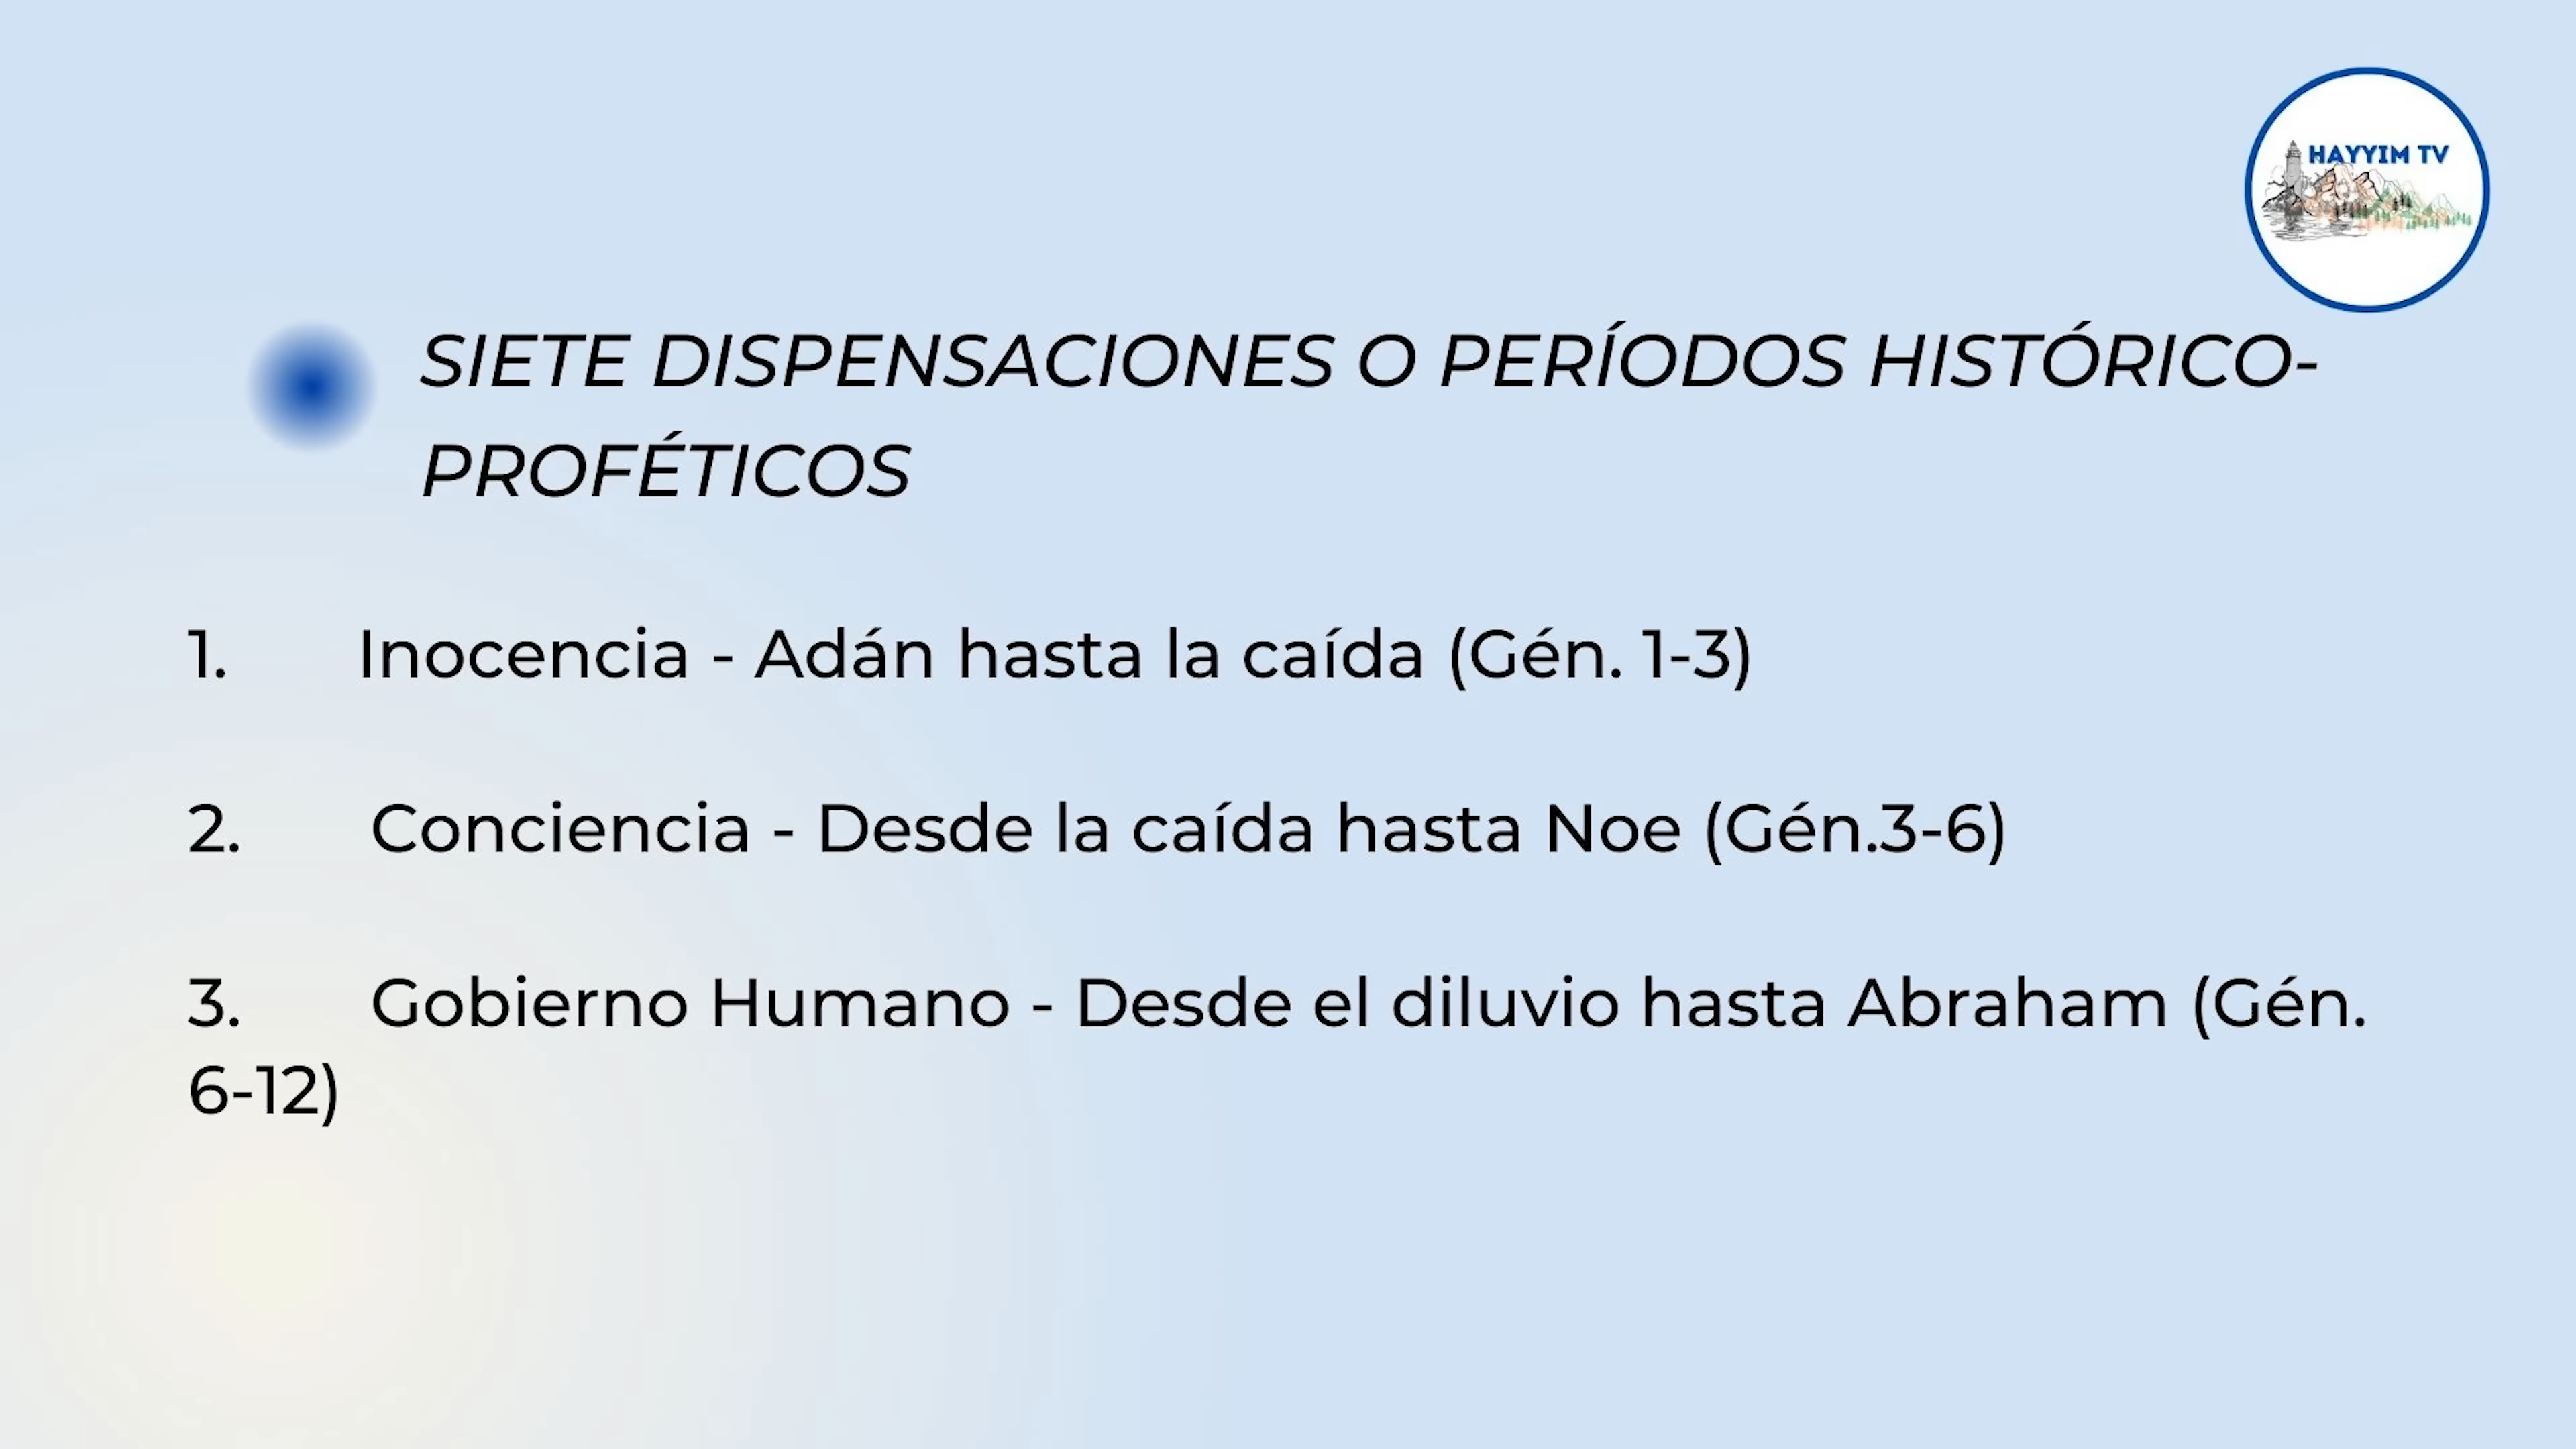 HAYYIM TV
SIETE DISPENSACIONES O PERÍODOS HISTÓRICO-
PROFÉTICOS
1. Inocencia - Adán hasta la caída (Gén. 1-3)
2. Conciencia - Desde la caída hasta Noe (Gén.3-6)
3. Gobierno Humano - Desde el diluvio hasta Abraham (Gén.
6-12)